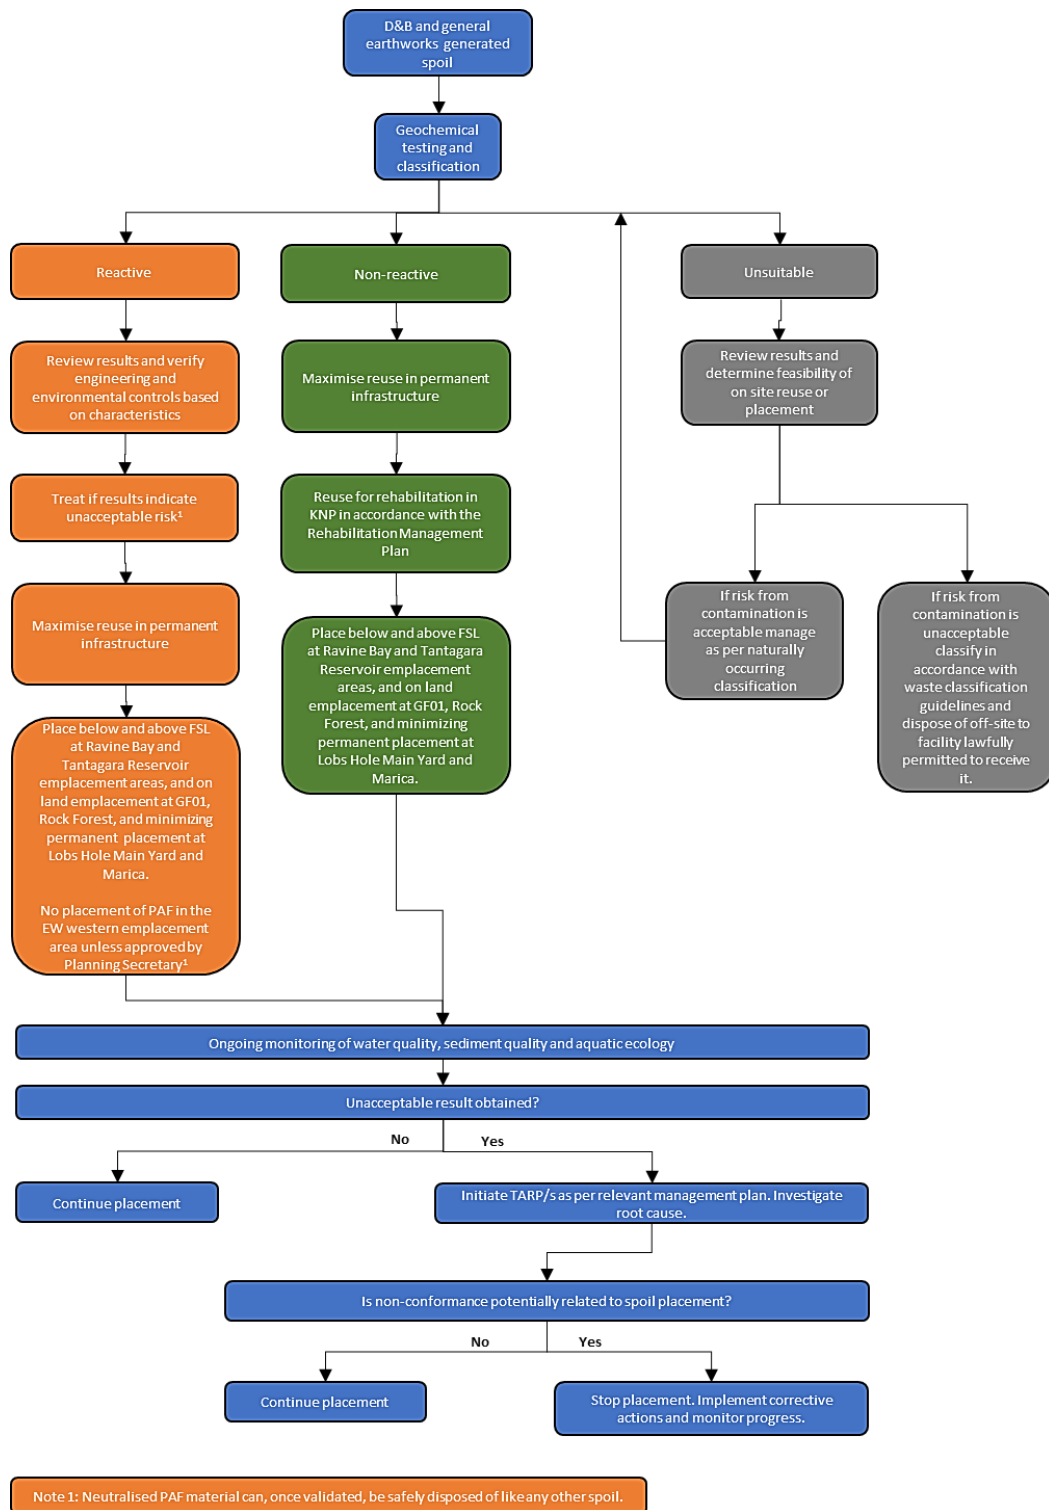 D&B and general
earthworks generated
spoil
Geochemical
testing and
classification
Reactive
Non-reactive
Unsuitable
Review results and verify
engineering and
environmental controls based
on characteristics
Maximise reuse in permanent
infrastructure
Review results and
determine feasibility of
on site reuse or
placement
Treat if results indicate
unacceptable risk¹
Reuse for rehabilitation in
KNP in accordance with the
Rehabilitation Management
Plan
Maximise reuse in permanent
infrastructure
Place below and above FSL
at Ravine Bay and Tantagara
Reservoir emplacement
areas, and on land
emplacement at GF01, Rock
Forest, and minimizing
permanent placement at
Lobs Hole Main Yard and
Marica.
If risk from
contamination is
acceptable manage
as per naturally
occurring
classification
If risk from
contamination is
unacceptable
classify in
accordance with
waste classification
guidelines and
dispose of off-site to
facility lawfully
permitted to receive
it.
Place below and above FSL
at Ravine Bay and
Tantagara Reservoir
emplacement areas, and on
land emplacement at GF01,
Rock Forest, and minimizing
permanent placement at
Lobs Hole Main Yard and
Marica.
No placement of PAF in the
EW western emplacement
area unless approved by
Planning Secretary¹
Ongoing monitoring of water quality, sediment quality and aquatic ecology
Unacceptable result obtained?
No
Yes
Continue placement
Initiate TARP/s as per relevant management plan. Investigate
root cause.
Is non-conformance potentially related to spoil placement?
No
Yes
Continue placement
Stop placement. Implement corrective
actions and monitor progress.
Note 1: Neutralised PAF material can, once validated, be safely disposed of like any other spoil.